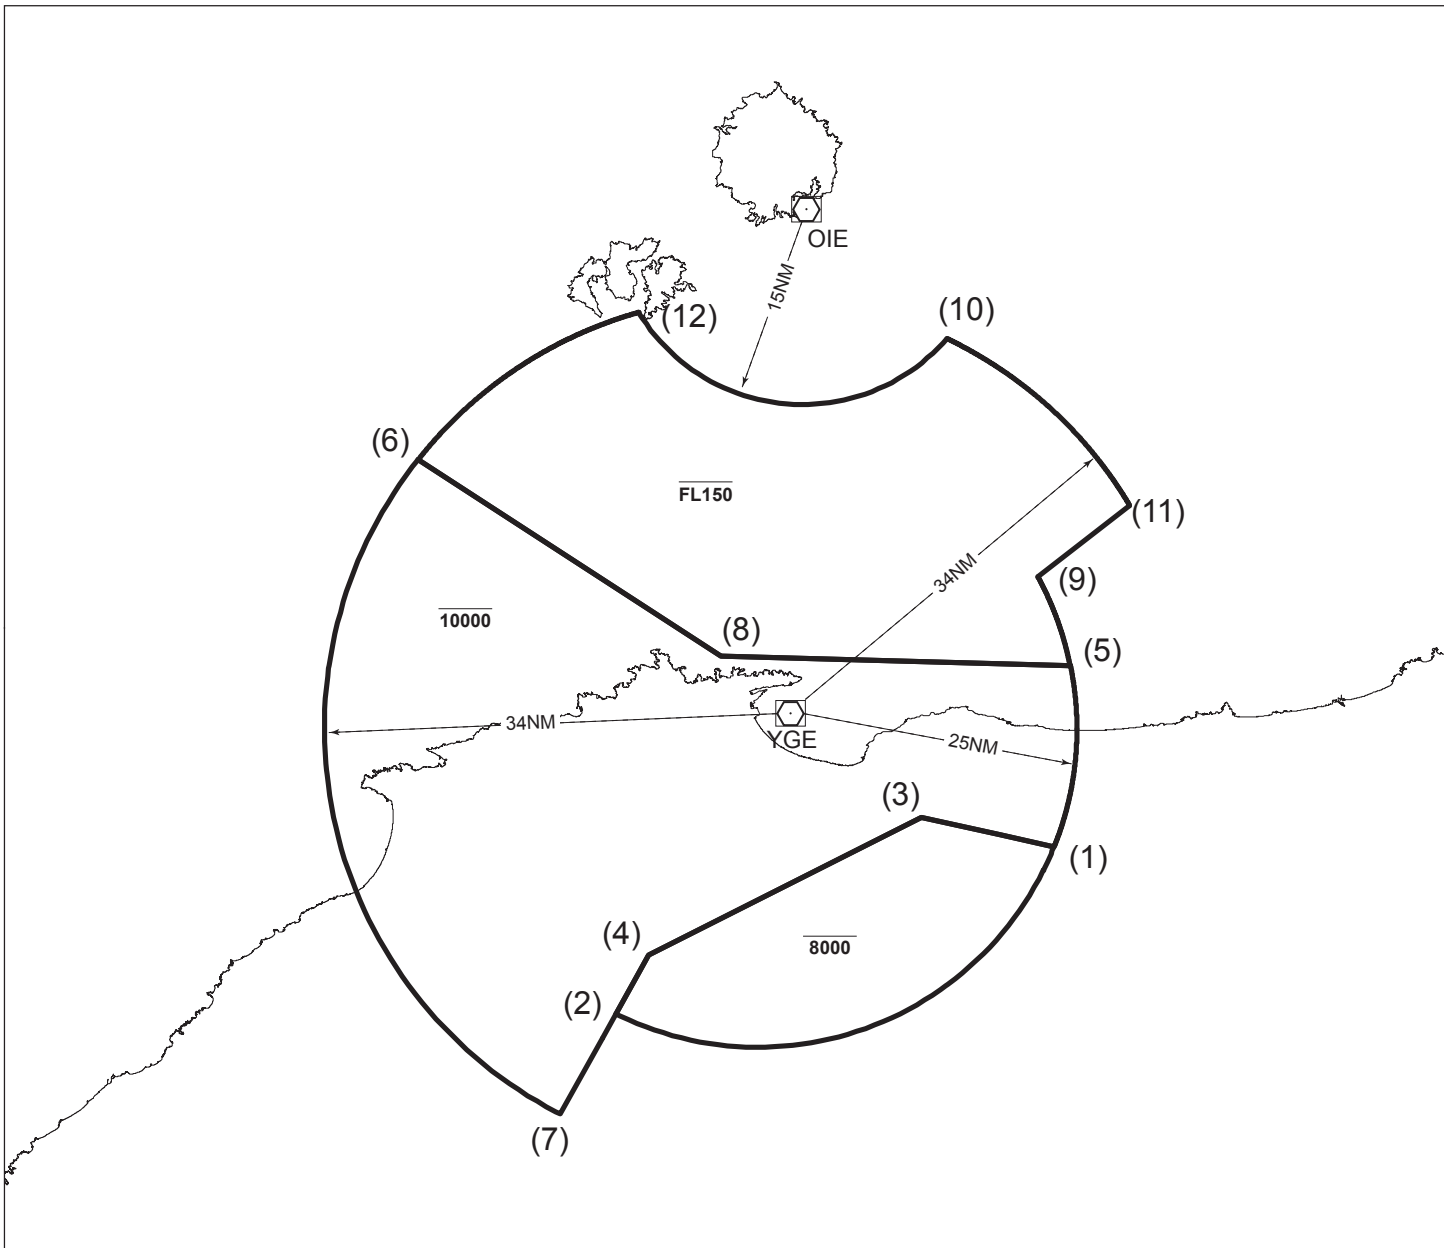 OIE
15NM
(12)
(10)
(6)
FL150
(11)
34NM
(9)
10000
(8)
(5)
34NM
YGE
25NM
(3)
(1)
(4)
8000
(2)
(7)